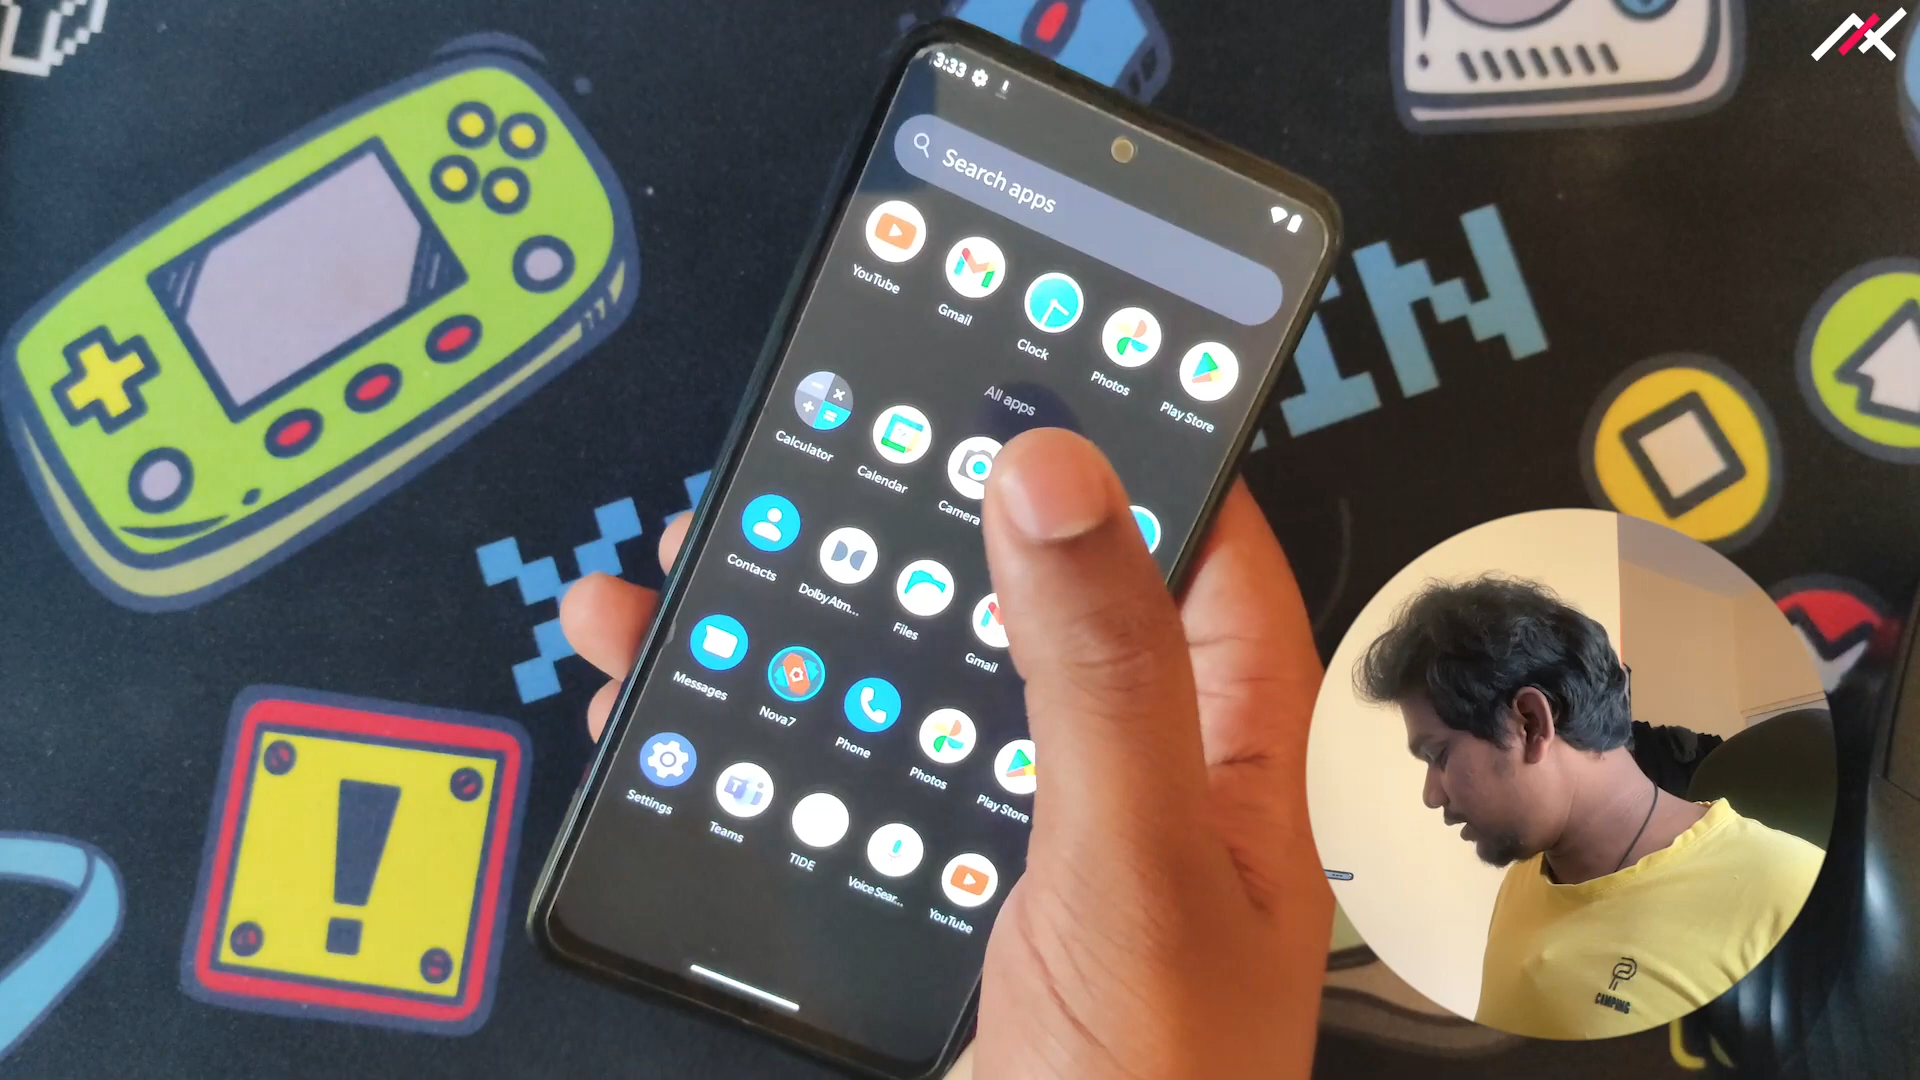 3:33
Search apps
YouTube
Gmail
Clock
Photos
Play Store
All apps
Calculator
Calendar
Camera
Contacts
Dolby Atm...
Files
Gmail
Messages
Nova7
Phone
Photos
Play Store
Settings
Teams
TIDE
Voice Sear...
YouTube
CAMPING